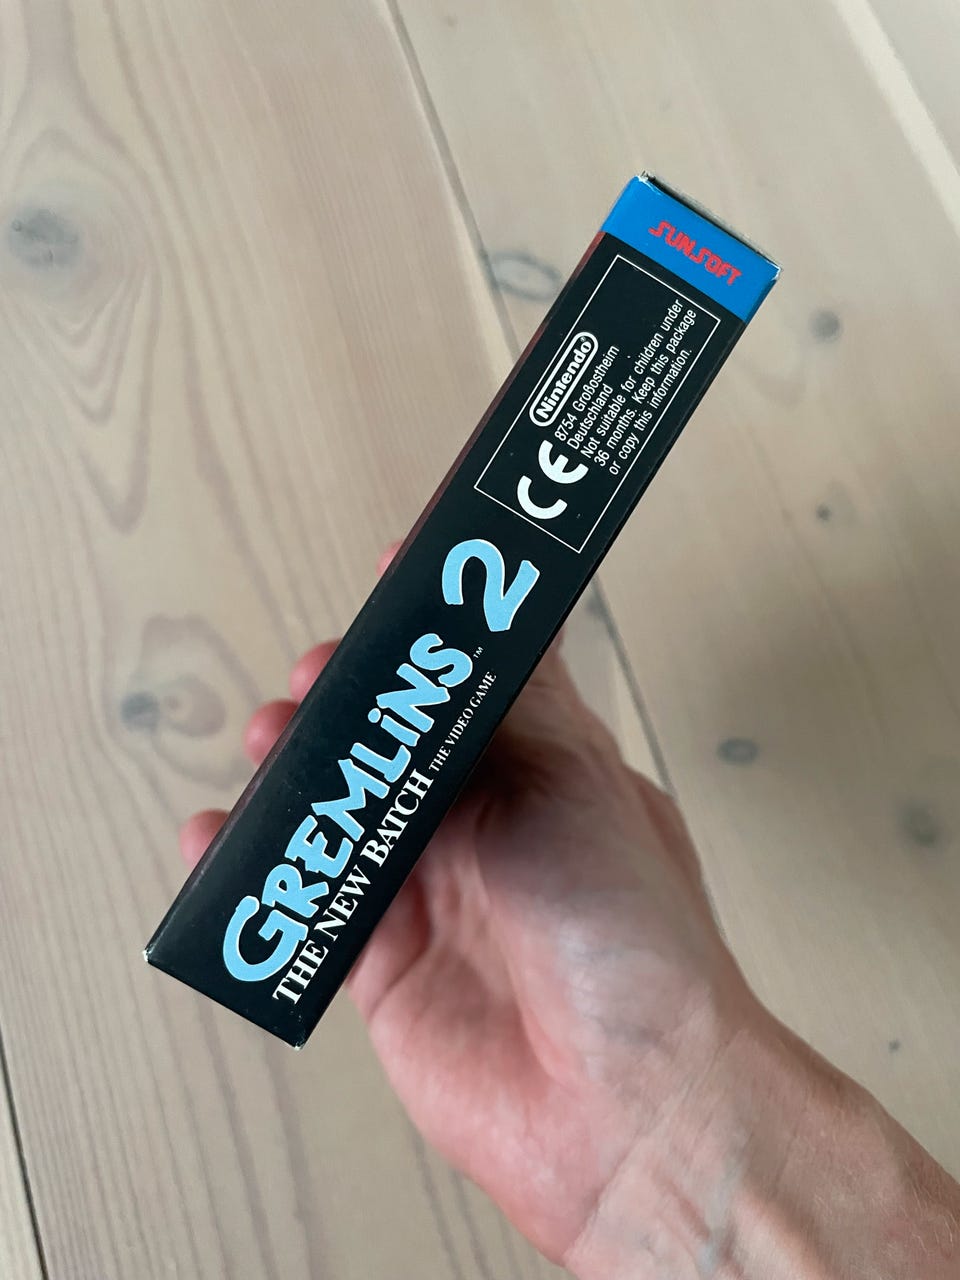 SUNSOFT
Nintendo®
CE
8754 Großostheim
Deutschland
Not suitable for children under
36 months. Keep this package
or copy this information.
GREMLiNS™ 2
THE NEW BATCH THE VIDEO GAME